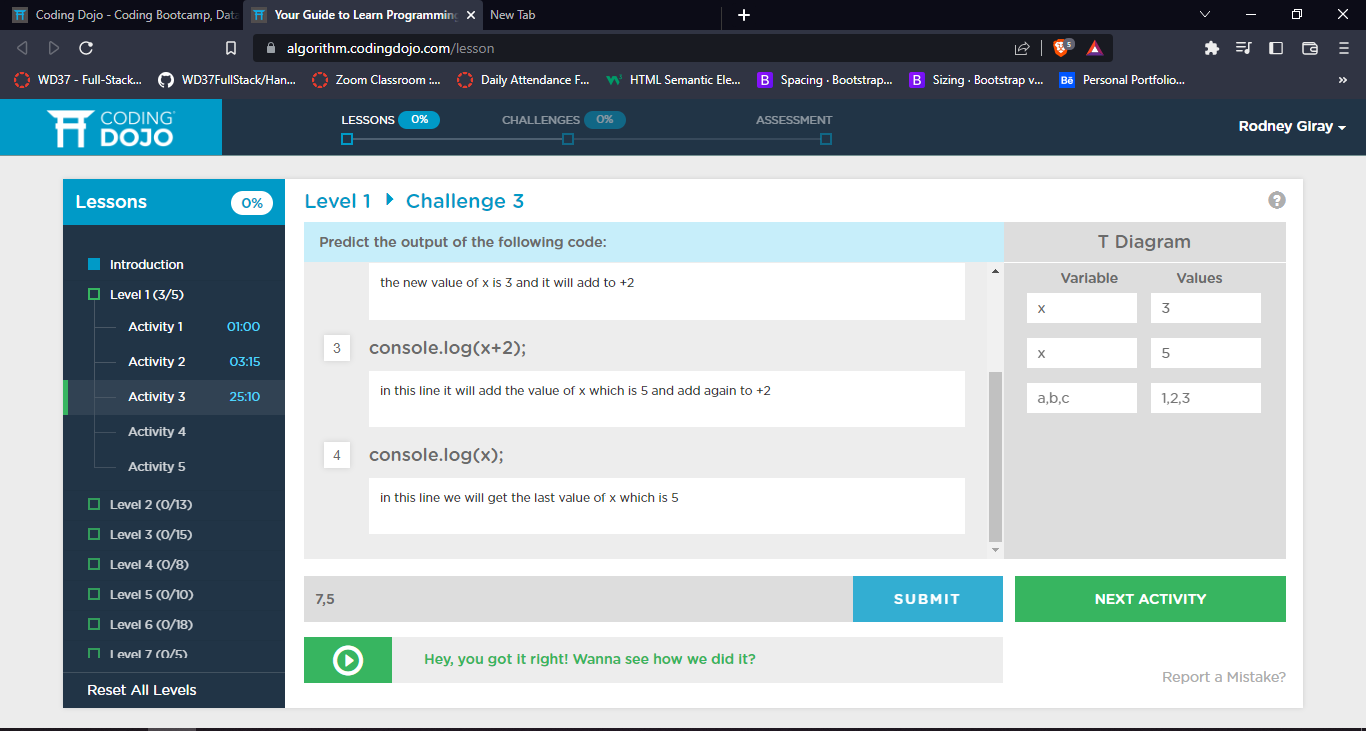 Coding Dojo - Coding Bootcamp, Data
Your Guide to Learn Programming
New Tab
algorithm.codingdojo.com/lesson
5
WD37 - Full-Stack...
WD37FullStack/Han...
Zoom Classroom :...
Daily Attendance F...
HTML Semantic Ele...
B Spacing · Bootstrap...
B Sizing · Bootstrap v...
Bē Personal Portfolio...
»
CODING
DOJO
LESSONS 0%
CHALLENGES 0%
ASSESSMENT
Rodney Giray
Lessons 0%
Introduction
Level 1 (3/5)
Activity 1 01:00
Activity 2 03:15
Activity 3 25:10
Activity 4
Activity 5
Level 2 (0/13)
Level 3 (0/15)
Level 4 (0/8)
Level 5 (0/10)
Level 6 (0/18)
Level 7 (0/5)
Reset All Levels
Level 1 Challenge 3
?
Predict the output of the following code:
the new value of x is 3 and it will add to +2
3 console.log(x+2);
in this line it will add the value of x which is 5 and add again to +2
4 console.log(x);
in this line we will get the last value of x which is 5
T Diagram
Variable Values
x 3
x 5
a,b,c 1,2,3
7,5
SUBMIT
NEXT ACTIVITY
Hey, you got it right! Wanna see how we did it?
Report a Mistake?